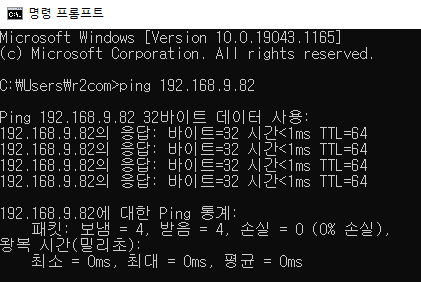 명령 프롬프트
Microsoft Windows [Version 10.0.19043.1165]
(c) Microsoft Corporation. All rights reserved.
C:₩Users₩r2com>ping 192.168.9.82
Ping 192.168.9.82 32바이트 데이터 사용:
192.168.9.82의 응답: 바이트=32 시간<1ms TTL=64
192.168.9.82의 응답: 바이트=32 시간<1ms TTL=64
192.168.9.82의 응답: 바이트=32 시간<1ms TTL=64
192.168.9.82의 응답: 바이트=32 시간<1ms TTL=64
192.168.9.82에 대한 Ping 통계:
패킷: 보냄 = 4, 받음 = 4, 손실 = 0 (0% 손실),
왕복 시간(밀리초):
최소 = 0ms, 최대 = 0ms, 평균 = 0ms